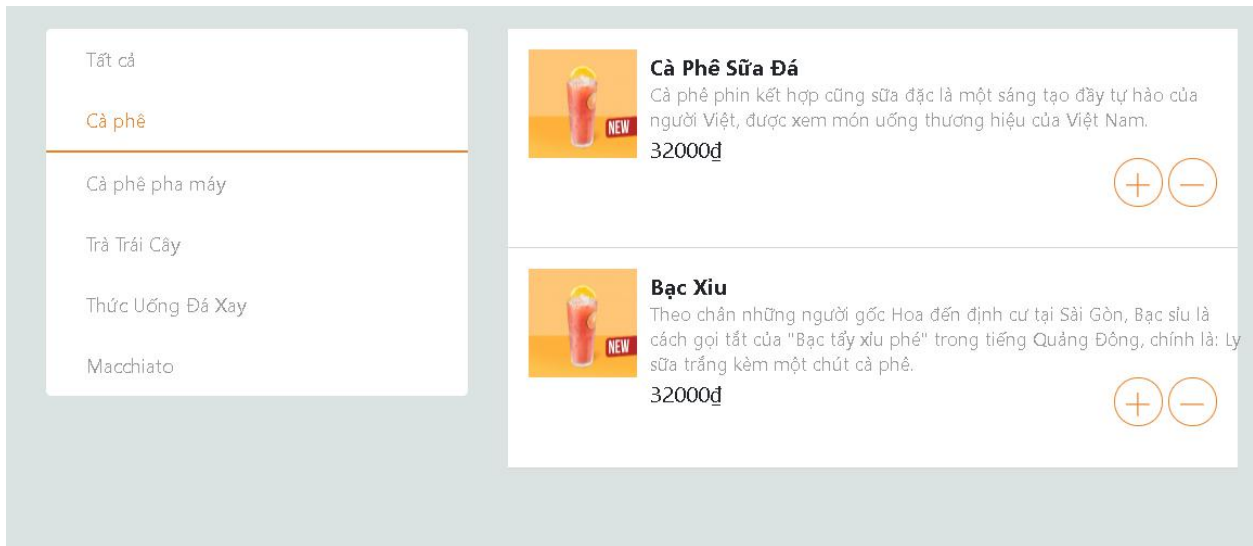 Tất cả
Cà phê
Cà phê pha máy
Trà Trái Cây
Thức Uống Đá Xay
Macchiato
Cà Phê Sữa Đá
Cà phê phin kết hợp cũng sữa đặc là một sáng tạo đầy tự hào của
người Việt, được xem món uống thương hiệu của Việt Nam.
NEW
32000₫
Bạc Xỉu
Theo chân những người gốc Hoa đến định cư tại Sài Gòn, Bạc sỉu là
cách gọi tắt của "Bạc tẩy xỉu phé" trong tiếng Quảng Đông, chính là: Ly
sữa trắng kèm một chút cà phê.
NEW
32000₫